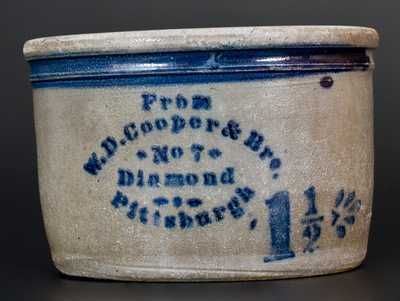 From
W.D.Cooper & Bro.
No 7
Diamond
Pittsburgh
1 1/2